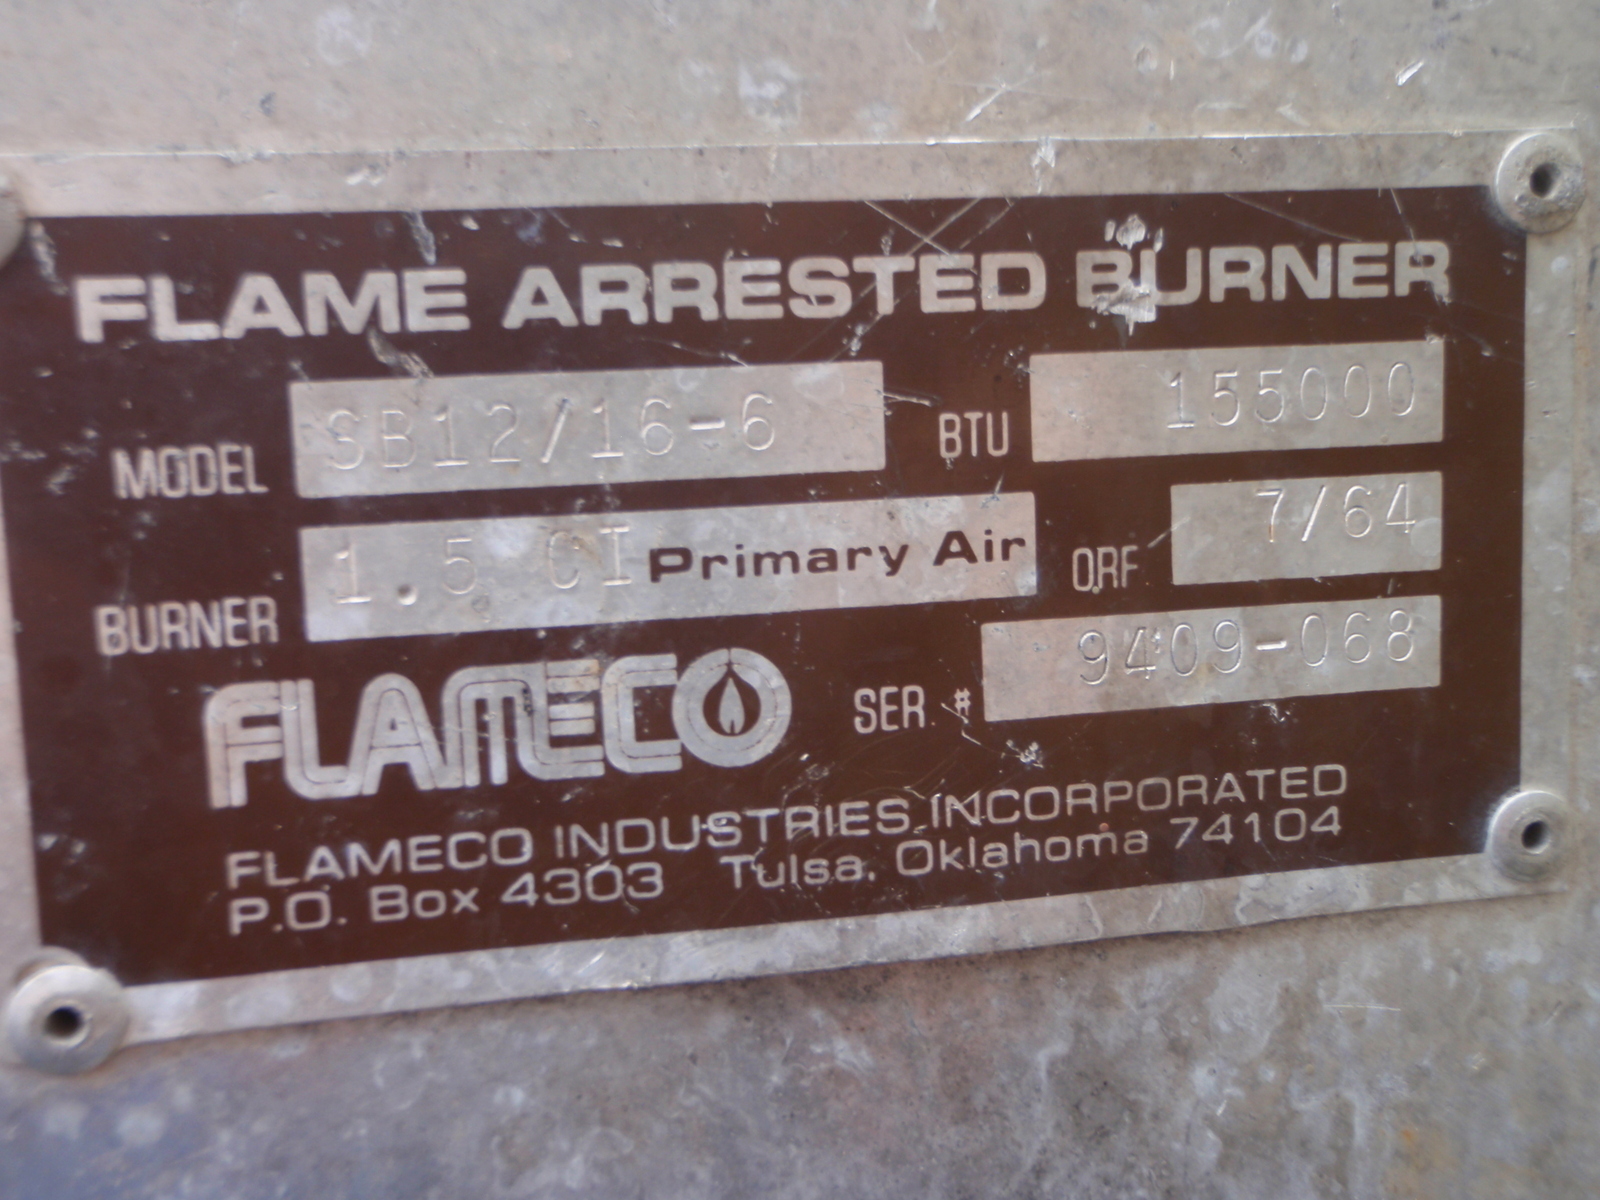 FLAME ARRESTED BURNER
MODEL SB12/16-6 BTU 155000
BURNER 1.5 CI Primary Air ORF 7/64
FLAMECO SER. # 9409-068
FLAMECO INDUSTRIES INCORPORATED
P.O. Box 4303 Tulsa, Oklahoma 74104